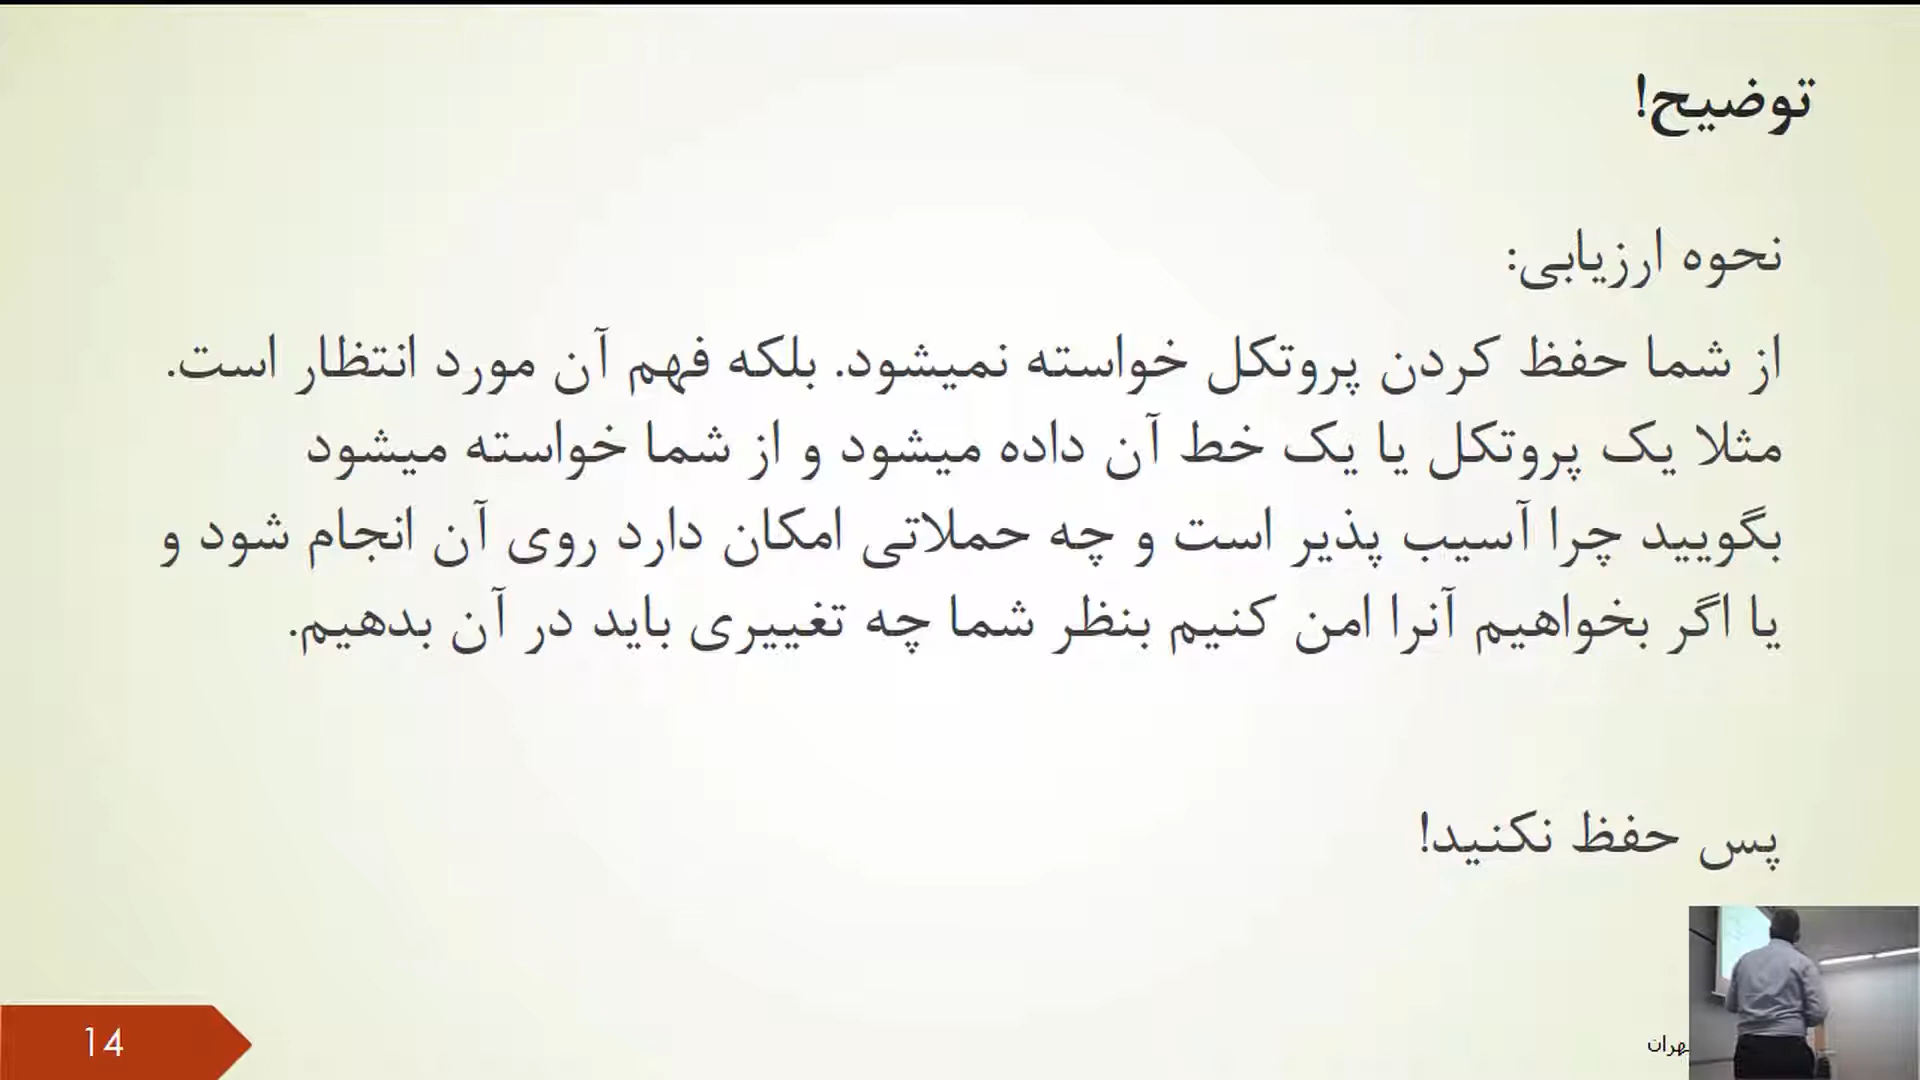 توضیح!
نحوه ارزیابی:
از شما حفظ کردن پروتکل خواسته نمیشود. بلکه فهم آن مورد انتظار است.
مثلا یک پروتکل یا یک خط آن داده میشود و از شما خواسته میشود
بگویید چرا آسیب پذیر است و چه حملاتی امکان دارد روی آن انجام شود و
یا اگر بخواهیم آنرا امن کنیم بنظر شما چه تغییری باید در آن بدهیم.
پس حفظ نکنید!
14